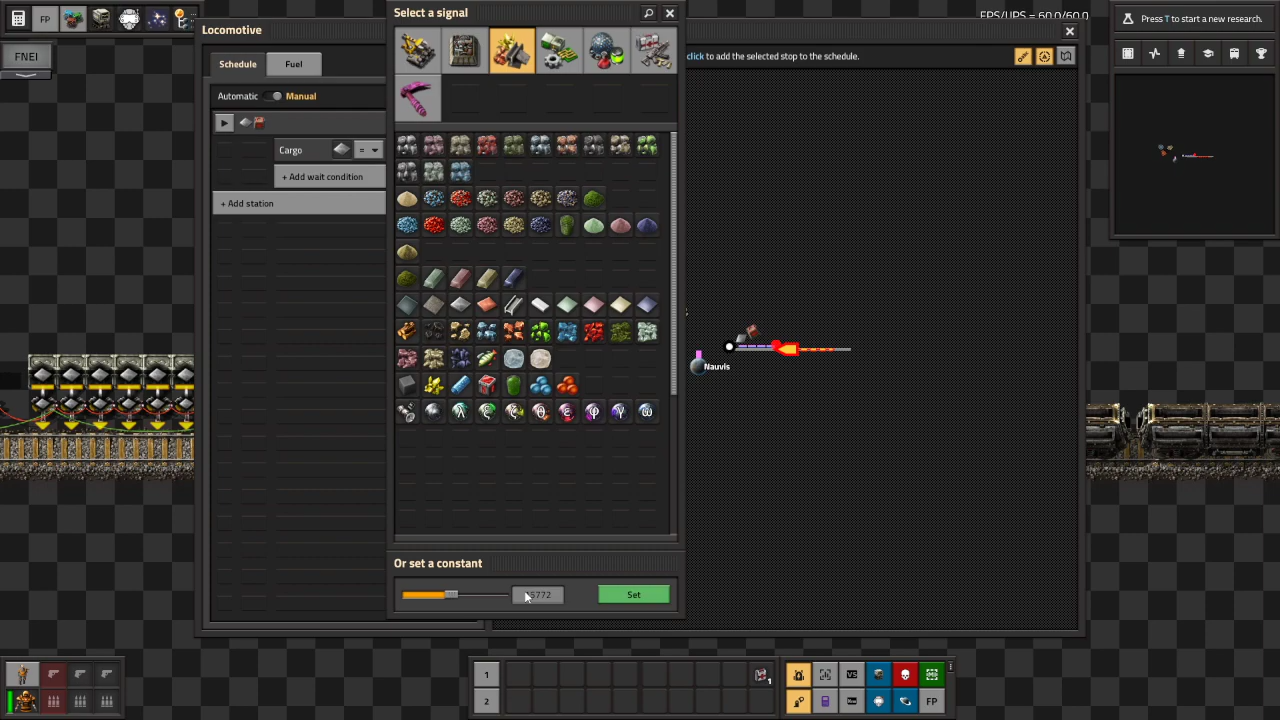 FP
Select a signal
FPS/UPS = 60.0/60.0
Press T to start a new research.
Locomotive
FNEI
Schedule
Fuel
click to add the selected stop to the schedule.
Automatic
Manual
Cargo
=
+ Add wait condition
+ Add station
λ ξ ζ θ ε φ γ ω
Nauvis
Or set a constant
5772
Set
1
1
2
FP